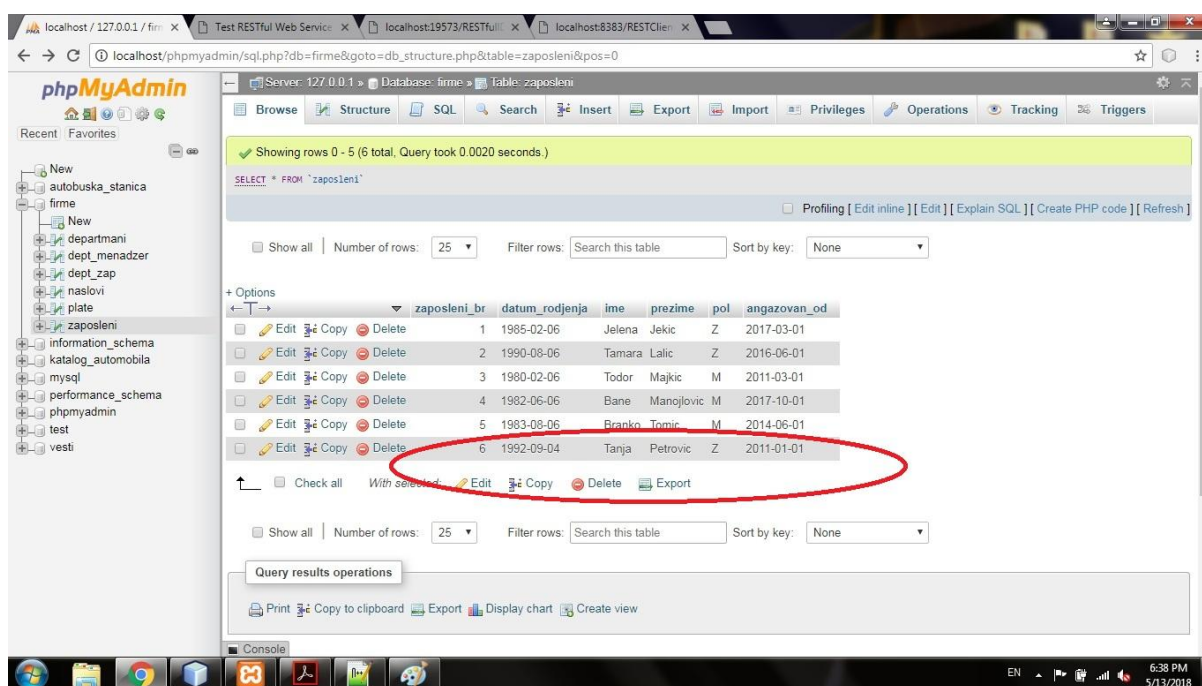 localhost / 127.0.0.1 / firm
Test RESTful Web Service
localhost:19573/RESTfull
localhost:8383/RESTClien
localhost/phpmyadmin/sql.php?db=firme&goto=db_structure.php&table=zaposleni&pos=0
phpMyAdmin
Recent Favorites
New
autobuska_stanica
firme
New
departmani
dept_menadzer
dept_zap
naslovi
plate
zaposleni
information_schema
katalog_automobila
mysql
performance_schema
phpmyadmin
test
vesti
Server: 127.0.0.1 » Database: firme » Table: zaposleni
Browse Structure SQL Search Insert Export Import Privileges Operations Tracking Triggers
Showing rows 0 - 5 (6 total, Query took 0.0020 seconds.)
SELECT * FROM `zaposleni`
Profiling [ Edit inline ] [ Edit ] [ Explain SQL ] [ Create PHP code ] [ Refresh ]
Show all | Number of rows: 25 Filter rows: Search this table Sort by key: None
+ Options
←T→ zaposleni_br datum_rodjenja ime prezime pol angazovan_od
Edit Copy Delete 1 1985-02-06 Jelena Jekic Z 2017-03-01
Edit Copy Delete 2 1990-08-06 Tamara Lalic Z 2016-06-01
Edit Copy Delete 3 1980-02-06 Todor Majkic M 2011-03-01
Edit Copy Delete 4 1982-06-06 Bane Manojlovic M 2017-10-01
Edit Copy Delete 5 1983-08-06 Branko Tomic M 2014-06-01
Edit Copy Delete 6 1992-09-04 Tanja Petrovic Z 2011-01-01
Check all With selected: Edit Copy Delete Export
Show all | Number of rows: 25 Filter rows: Search this table Sort by key: None
Query results operations
Print Copy to clipboard Export Display chart Create view
Console
EN
6:38 PM
5/13/2018